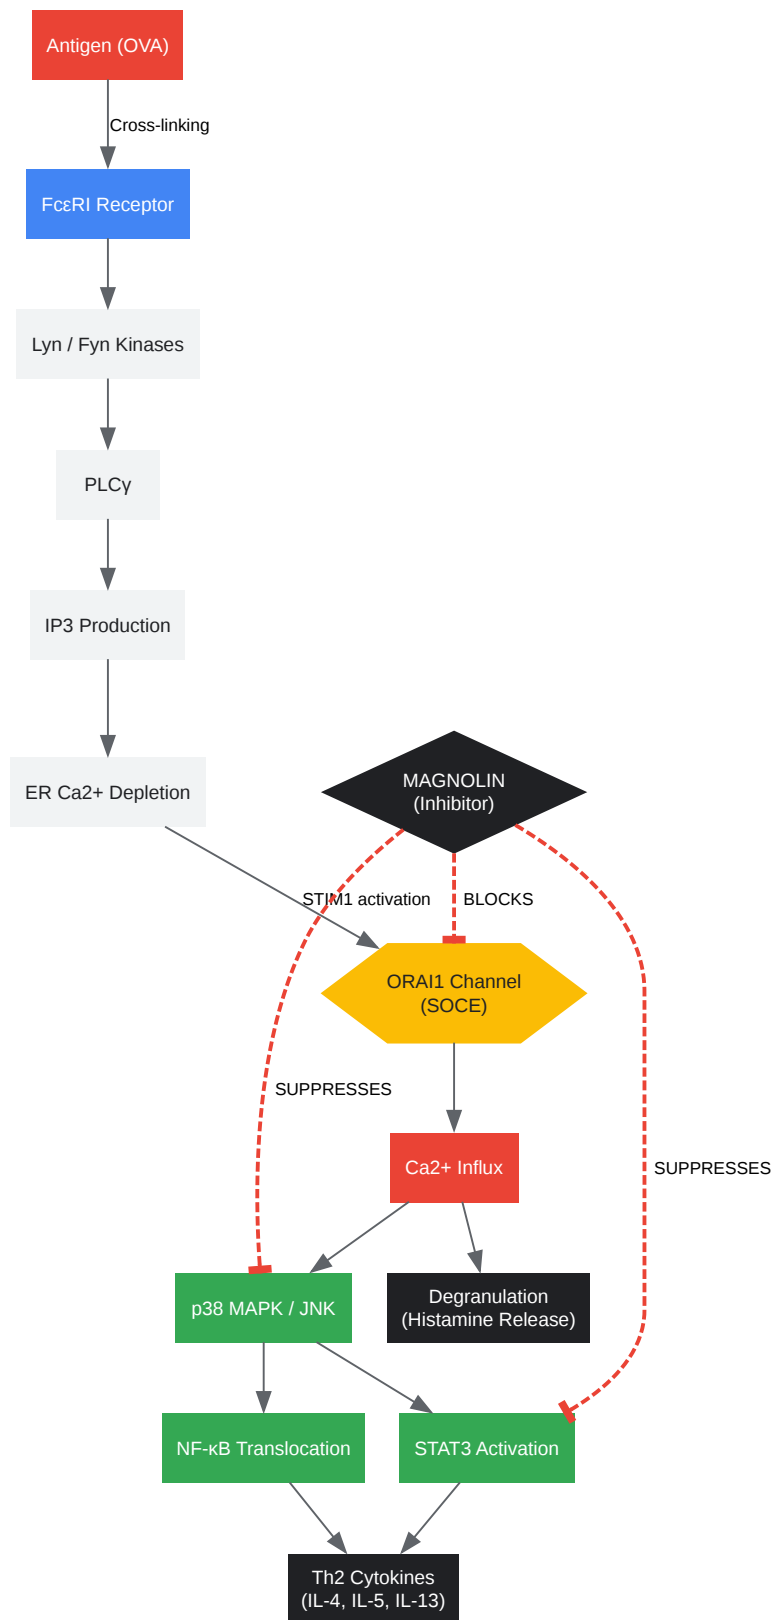 Antigen (OVA)
Cross-linking
FcεRI Receptor
Lyn / Fyn Kinases
PLCγ
IP3 Production
ER Ca2+ Depletion
MAGNOLIN
(Inhibitor)
STIM1 activation
BLOCKS
ORAI1 Channel
(SOCE)
SUPPRESSES
Ca2+ Influx
SUPPRESSES
p38 MAPK / JNK
Degranulation
(Histamine Release)
NF-κB Translocation
STAT3 Activation
Th2 Cytokines
(IL-4, IL-5, IL-13)